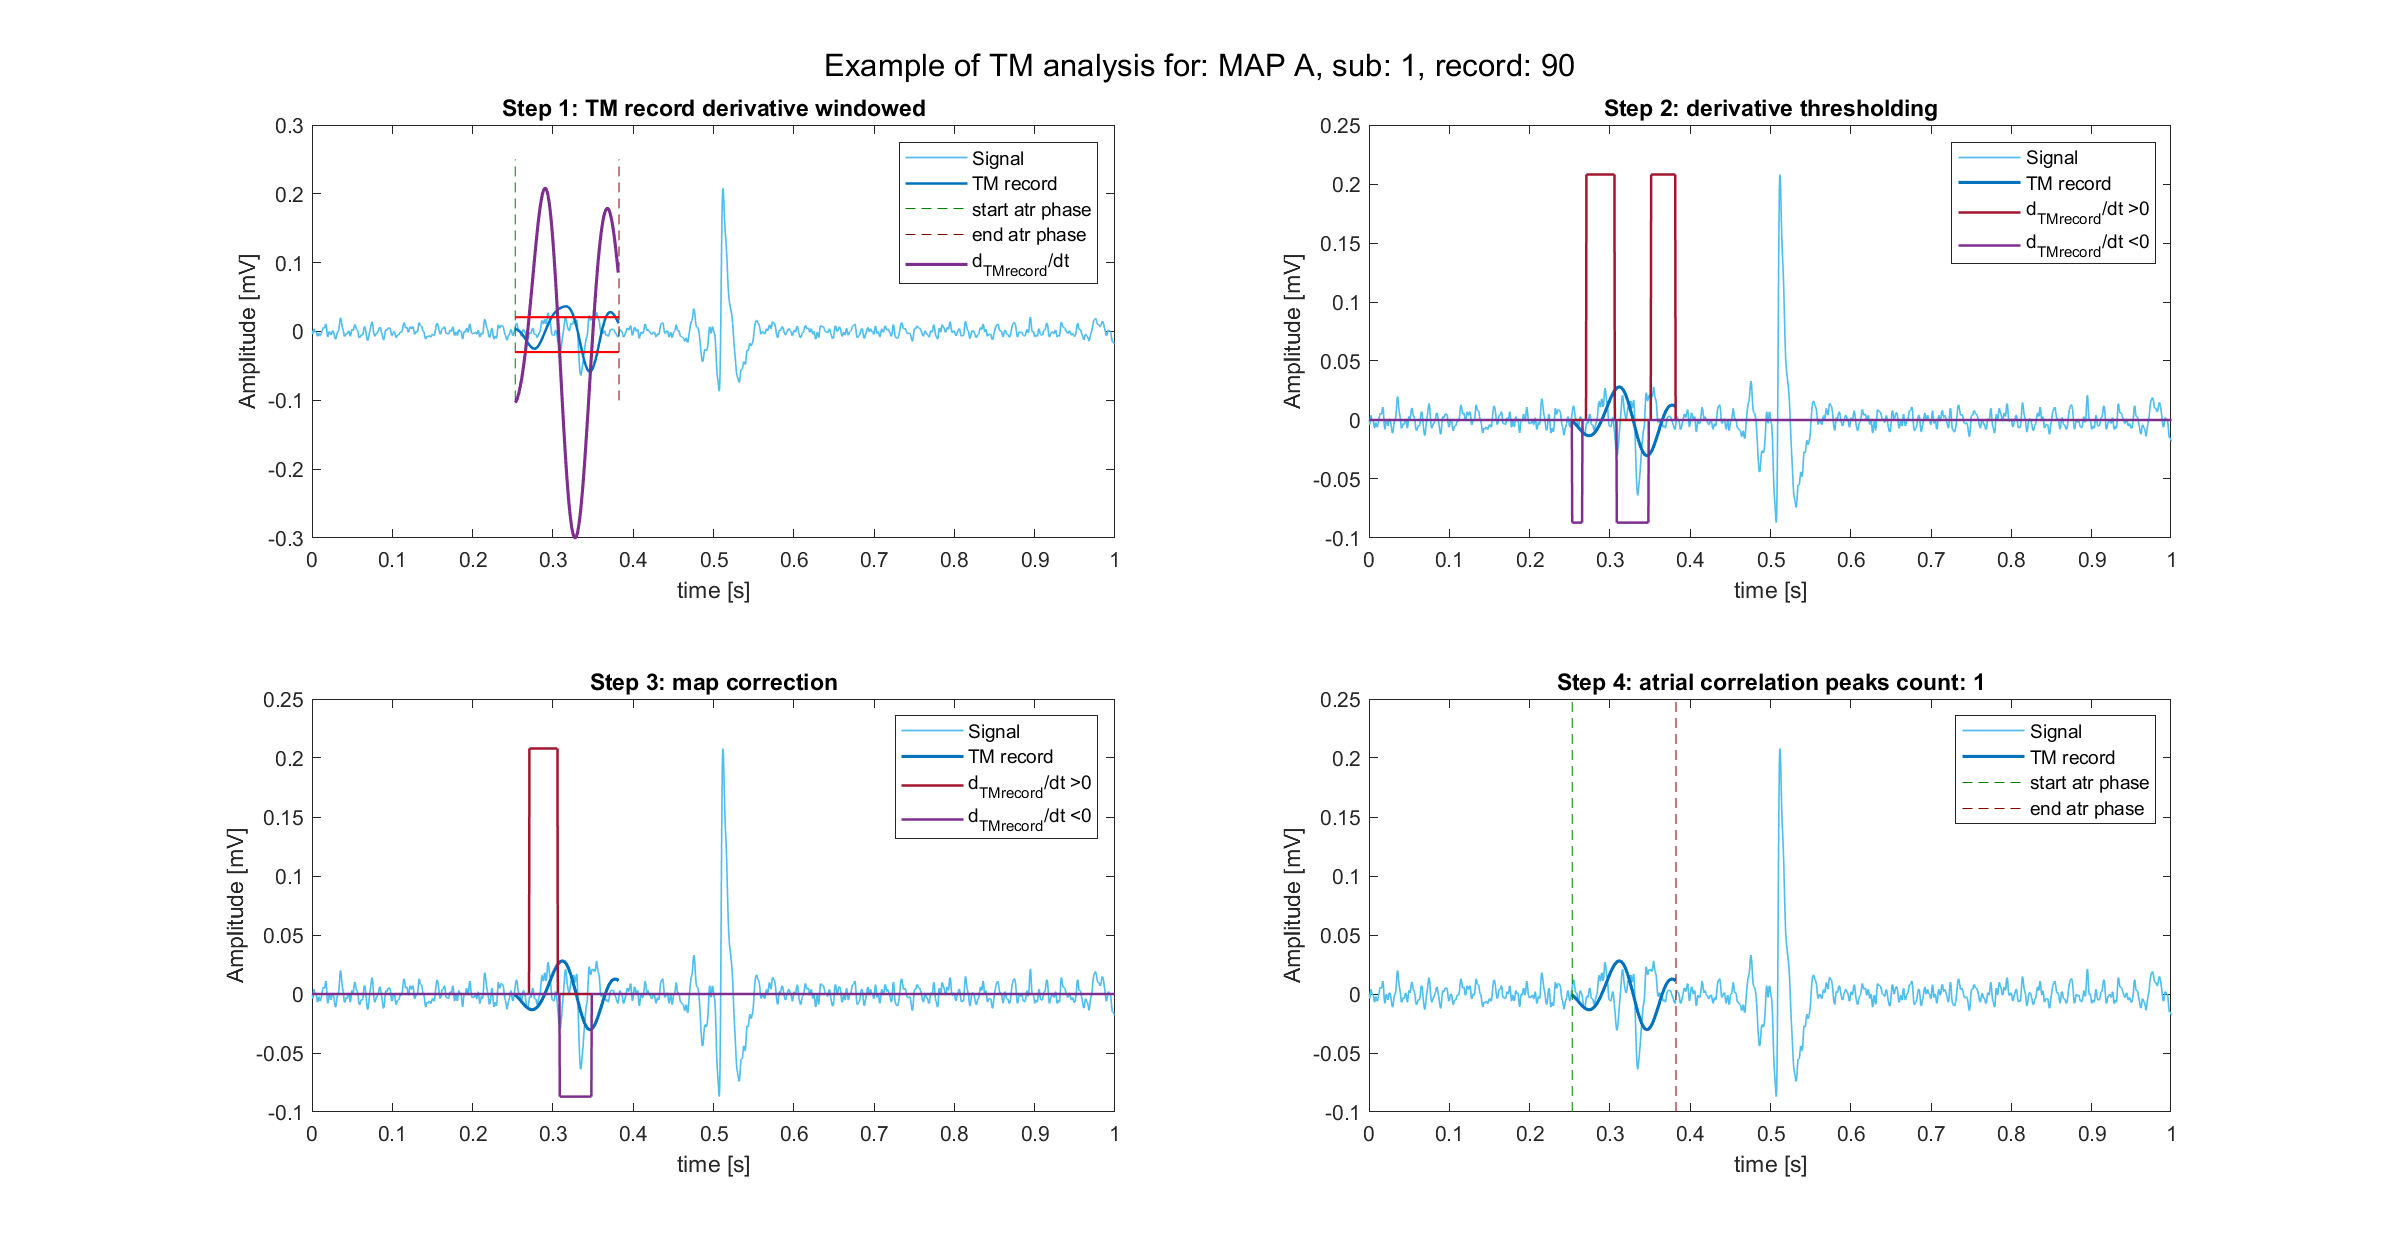 Example of TM analysis for: MAP A, sub: 1, record: 90
Step 1: TM record derivative windowed
0.3
0.2
0.1
0
-0.1
-0.2
-0.3
Amplitude [mV]
0 0.1 0.2 0.3 0.4 0.5 0.6 0.7 0.8 0.9 1
time [s]
Signal
TM record
start atr phase
end atr phase
dTMrecord/dt
Step 2: derivative thresholding
0.25
0.2
0.15
0.1
0.05
0
-0.05
-0.1
Amplitude [mV]
0 0.1 0.2 0.3 0.4 0.5 0.6 0.7 0.8 0.9 1
time [s]
Signal
TM record
dTMrecord/dt >0
dTMrecord/dt <0
Step 3: map correction
0.25
0.2
0.15
0.1
0.05
0
-0.05
-0.1
Amplitude [mV]
0 0.1 0.2 0.3 0.4 0.5 0.6 0.7 0.8 0.9 1
time [s]
Signal
TM record
dTMrecord/dt >0
dTMrecord/dt <0
Step 4: atrial correlation peaks count: 1
0.25
0.2
0.15
0.1
0.05
0
-0.05
-0.1
Amplitude [mV]
0 0.1 0.2 0.3 0.4 0.5 0.6 0.7 0.8 0.9 1
time [s]
Signal
TM record
start atr phase
end atr phase